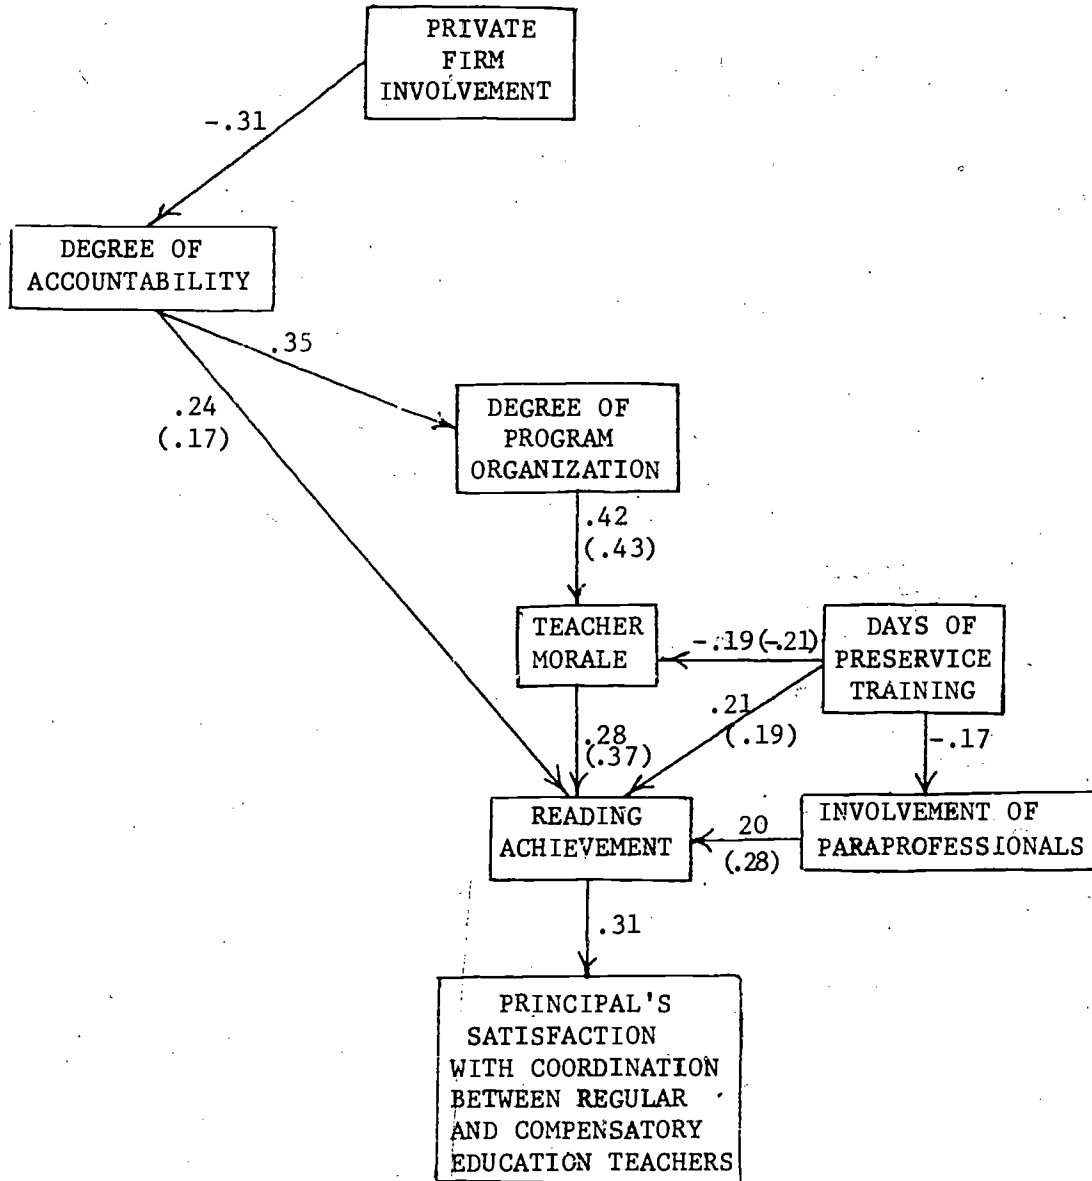 PRIVATE
FIRM
INVOLVEMENT
-.31
DEGREE OF
ACCOUNTABILITY
.35
.24
(.17)
DEGREE OF
PROGRAM
ORGANIZATION
.42
(.43)
TEACHER
MORALE
-.19(-.21)
DAYS OF
PRESERVICE
TRAINING
.21
(.19)
-.17
.28
(.37)
READING
ACHIEVEMENT
20
(.28)
INVOLVEMENT OF
PARAPROFESSIONALS
.31
PRINCIPAL'S
SATISFACTION
WITH COORDINATION
BETWEEN REGULAR
AND COMPENSATORY
EDUCATION TEACHERS